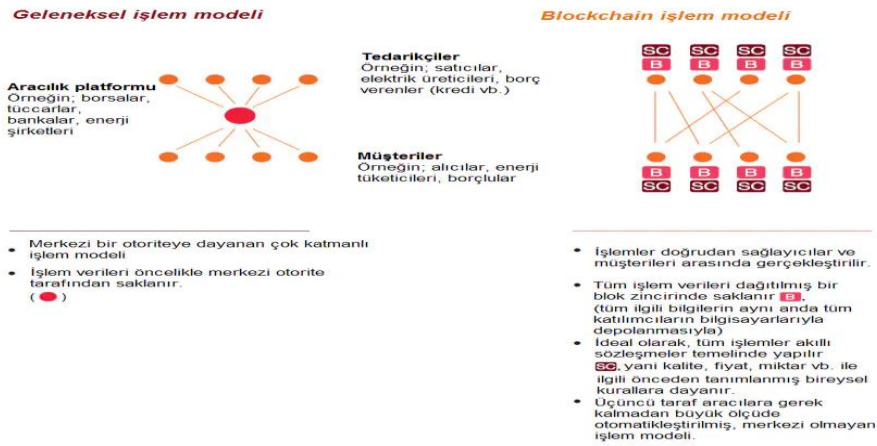 Geleneksel işlem modeli
Blockchain işlem modeli
Aracılık platformu
Örneğin; borsalar,
tüccarlar,
bankalar, enerji
şirketleri
Tedarikçiler
Örneğin; satıcılar,
elektrik üreticileri, borç
verenler (kredi vb.)
Müşteriler
Örneğin; alıcılar, enerji
tüketicileri, borçlular
SC SC SC SC
B B B B
B B B B
SC SC SC SC
• Merkezi bir otoriteye dayanan çok katmanlı
işlem modeli
• İşlem verileri öncelikle merkezi otorite
tarafından saklanır.
( )
• İşlemler doğrudan sağlayıcılar ve
müşterileri arasında gerçekleştirilir.
• Tüm işlem verileri dağıtılmış bir
blok zincirinde saklanır B,
(tüm ilgili bilgilerin aynı anda tüm
katılımcıların bilgisayarlarıyla
depolanmasıyla)
• İdeal olarak, tüm işlemler akıllı
sözleşmeler temelinde yapılır
SC, yani kalite, fiyat, miktar vb. ile
ilgili önceden tanımlanmış bireysel
kurallara dayanır.
• Üçüncü taraf aracılara gerek
kalmadan büyük ölçüde
otomatikleştirilmiş, merkezi olmayan
işlem modeli.